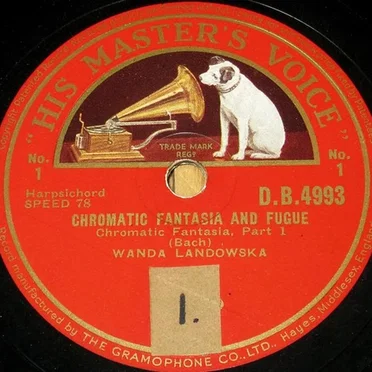 "HIS MASTER'S VOICE"
TRADE MARK
REGD
No.
1
No.
1
Harpsichord
SPEED 78
D.B.4993
CHROMATIC FANTASIA AND FUGUE
Chromatic Fantasia, Part 1
(Bach)
WANDA LANDOWSKA
1.
Record manufactured by
THE GRAMOPHONE CO., LTD.,
Hayes, Middlesex,